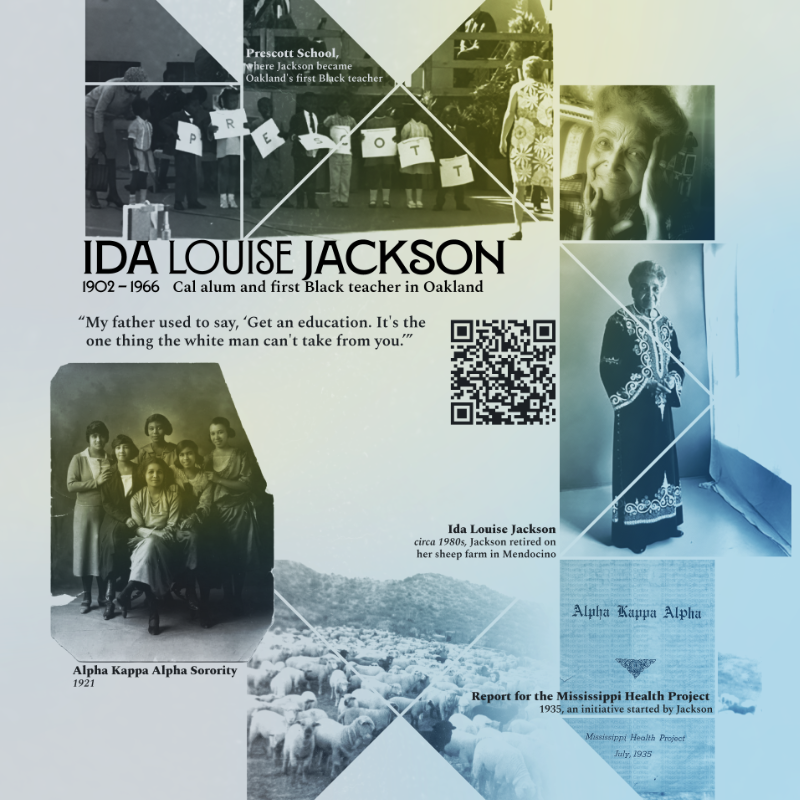 Prescott School,
where Jackson became
Oakland's first Black teacher
P R E S C O T T
IDA LOUISE JACKSON
1902 – 1966 Cal alum and first Black teacher in Oakland
“My father used to say, ‘Get an education. It's the
one thing the white man can't take from you.’”
Ida Louise Jackson
circa 1980s, Jackson retired on
her sheep farm in Mendocino
Alpha Kappa Alpha Sorority
1921
Alpha Kappa Alpha
Report for the Mississippi Health Project
1935, an initiative started by Jackson
Mississippi Health Project
July, 1935